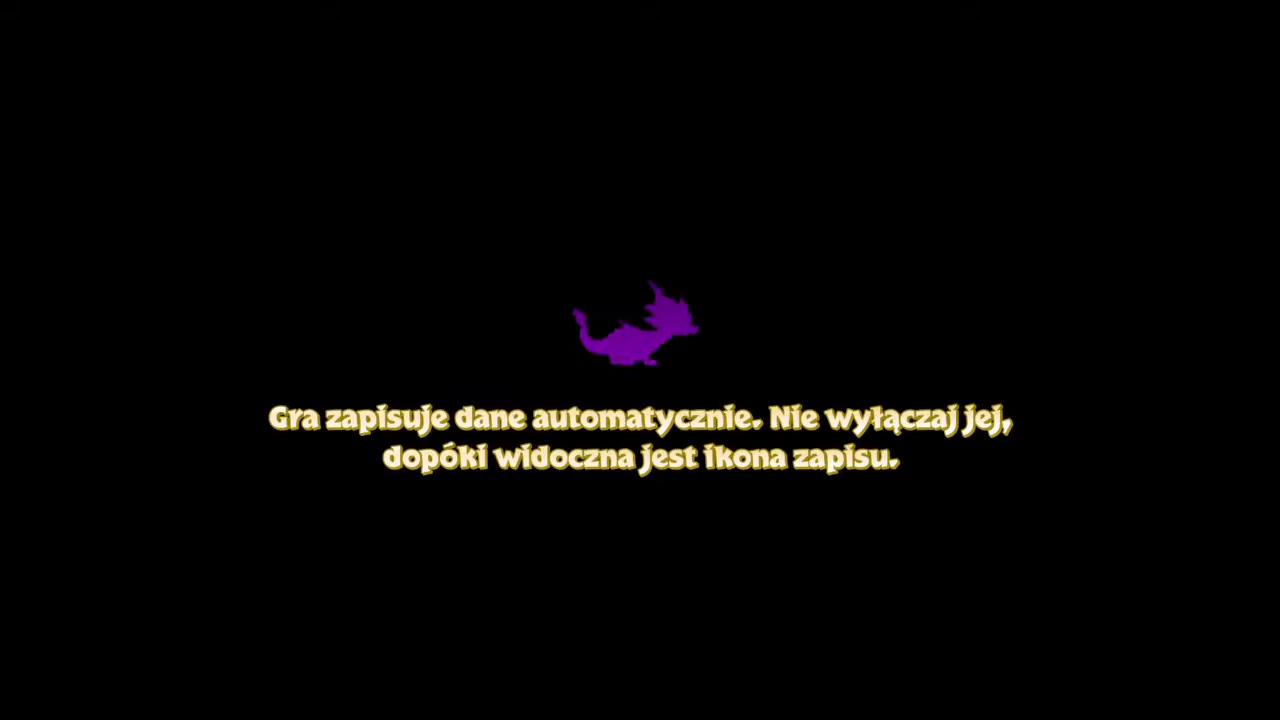 Gra zapisuje dane automatycznie. Nie wyłączaj jej,
dopóki widoczna jest ikona zapisu.